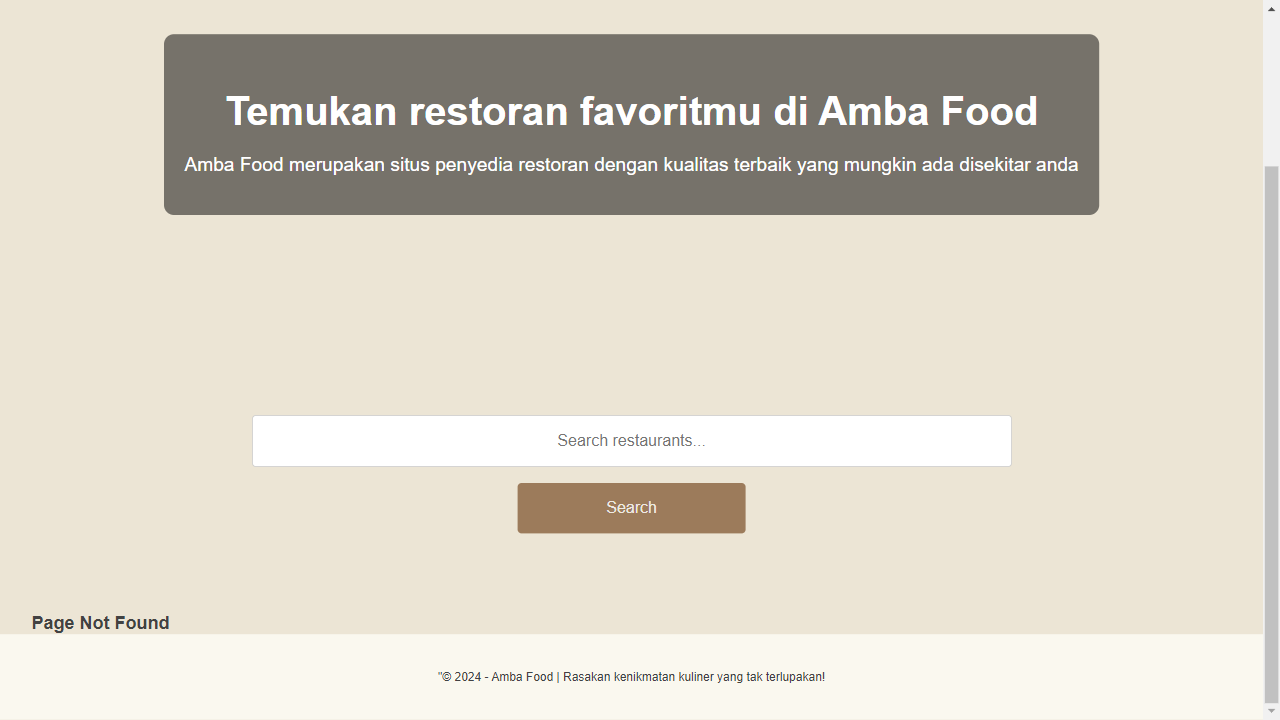 Temukan restoran favoritmu di Amba Food
Amba Food merupakan situs penyedia restoran dengan kualitas terbaik yang mungkin ada disekitar anda
Search restaurants...
Search
Page Not Found
"© 2024 - Amba Food | Rasakan kenikmatan kuliner yang tak terlupakan!